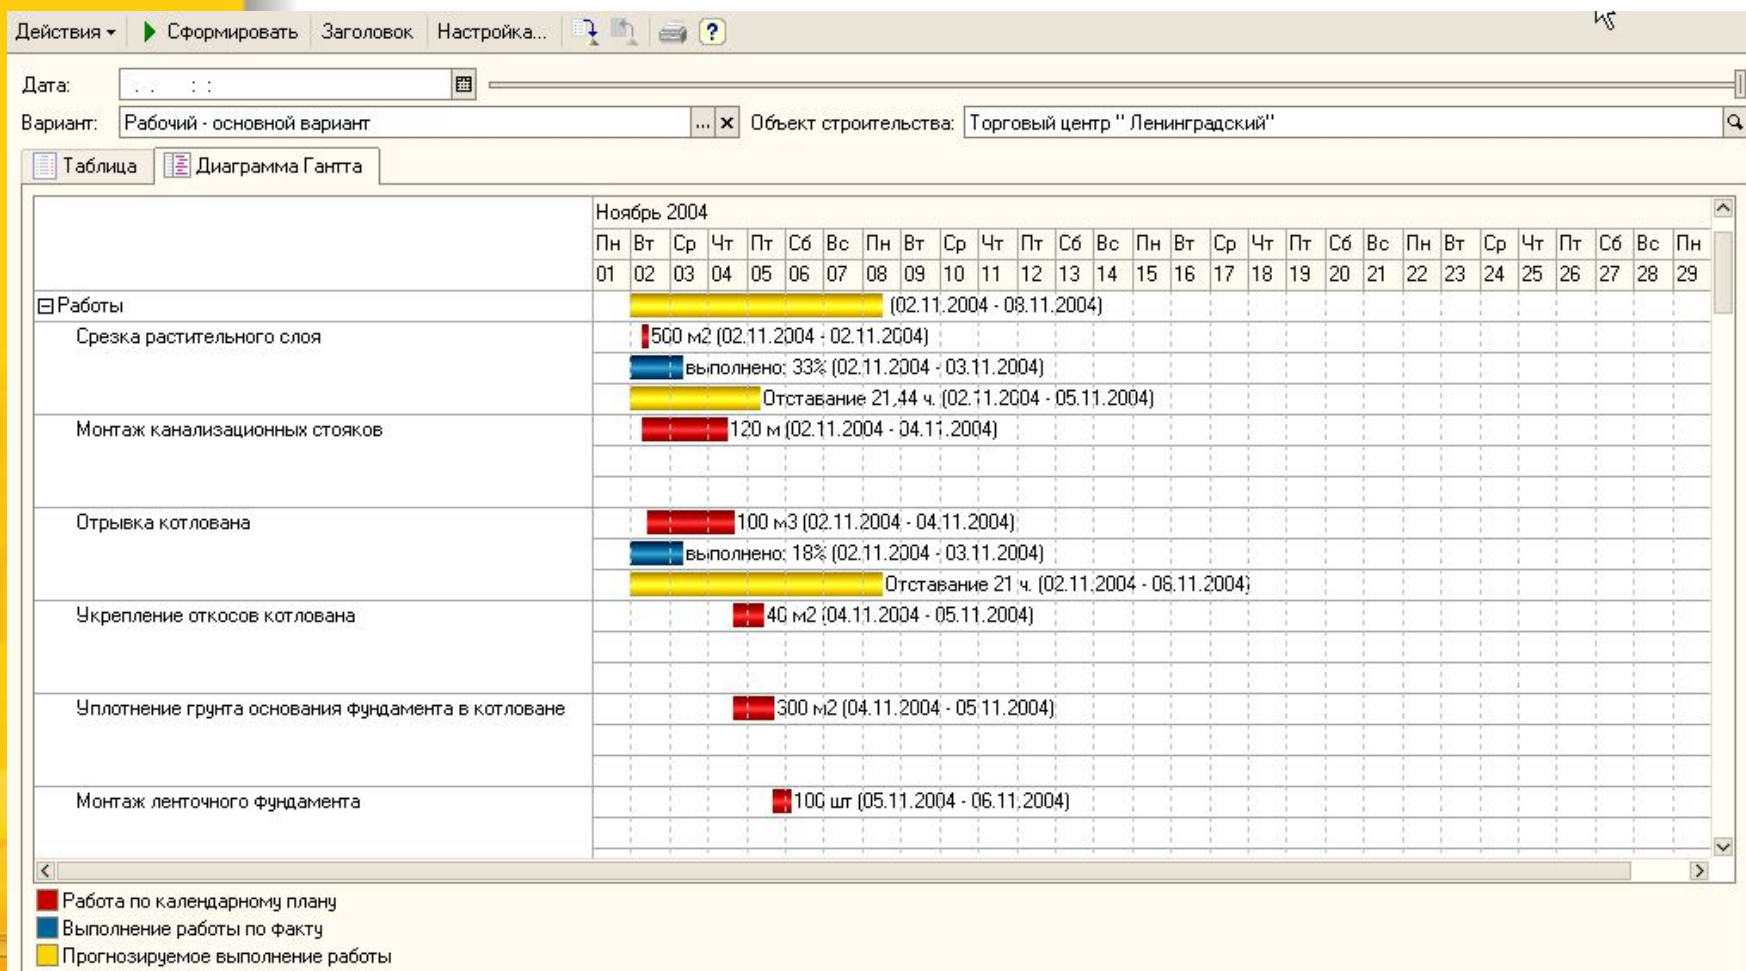 Действия Сформировать Заголовок Настройка... ?
Дата: . . : :
Вариант: Рабочий - основной вариант ... x Объект строительства: Торговый центр " Ленинградский"
Таблица Диаграмма Гантта
Ноябрь 2004
Пн Вт Ср Чт Пт Сб Вс Пн Вт Ср Чт Пт Сб Вс Пн Вт Ср Чт Пт Сб Вс Пн Вт Ср Чт Пт Сб Вс Пн
01 02 03 04 05 06 07 08 09 10 11 12 13 14 15 16 17 18 19 20 21 22 23 24 25 26 27 28 29
Работы (02.11.2004 - 08.11.2004)
Срезка растительного слоя 500 м2 (02.11.2004 - 02.11.2004)
выполнено: 33% (02.11.2004 - 03.11.2004)
Отставание 21,44 ч. (02.11.2004 - 05.11.2004)
Монтаж канализационных стояков 120 м (02.11.2004 - 04.11.2004)
Отрывка котлована 100 м3 (02.11.2004 - 04.11.2004)
выполнено: 18% (02.11.2004 - 03.11.2004)
Отставание 21 ч. (02.11.2004 - 08.11.2004)
Укрепление откосов котлована 40 м2 (04.11.2004 - 05.11.2004)
Уплотнение грунта основания фундамента в котловане 300 м2 (04.11.2004 - 05.11.2004)
Монтаж ленточного фундамента 100 шт (05.11.2004 - 06.11.2004)
Работа по календарному плану
Выполнение работы по факту
Прогнозируемое выполнение работы